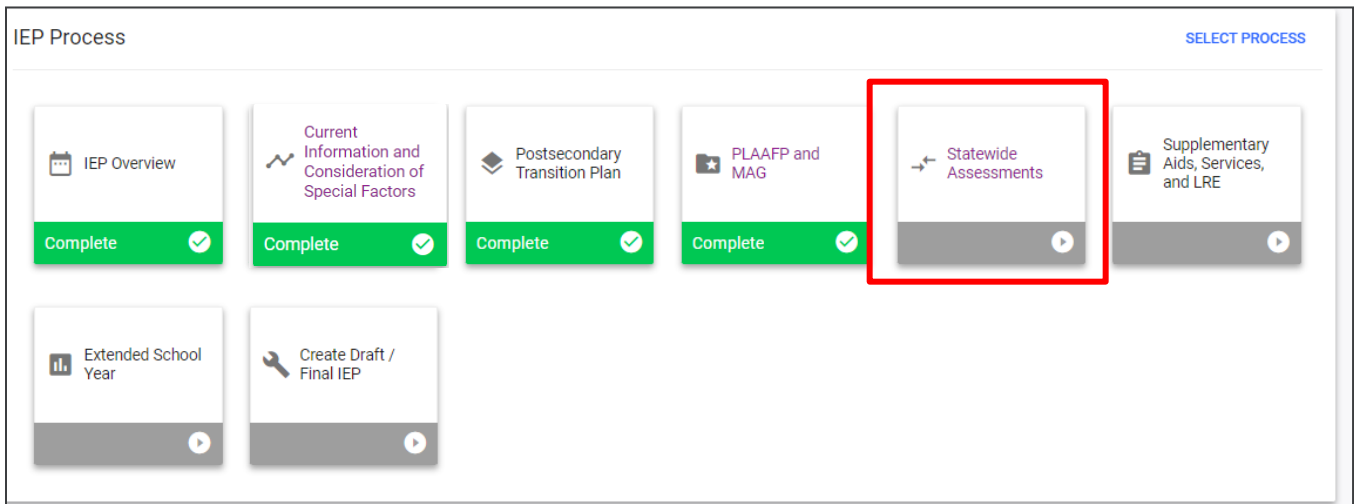 IEP Process
SELECT PROCESS
IEP Overview
Complete
Current
Information and
Consideration of
Special Factors
Complete
Postsecondary
Transition Plan
Complete
PLAAFP and
MAG
Complete
Statewide
Assessments
Supplementary
Aids, Services,
and LRE
Extended School
Year
Create Draft /
Final IEP